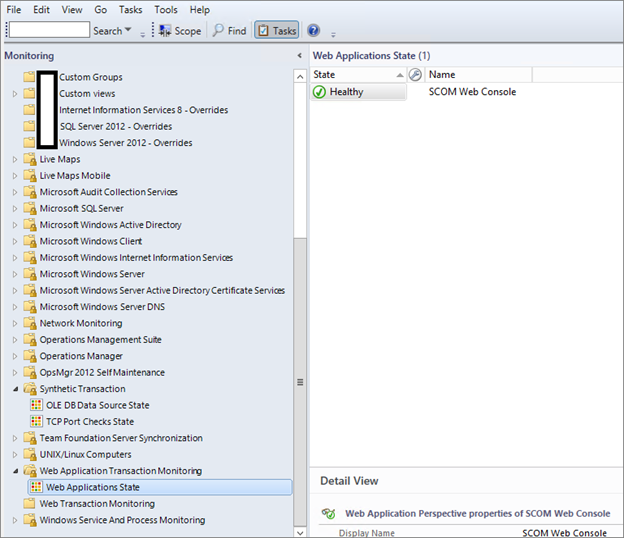 File Edit View Go Tasks Tools Help
Search Scope Find Tasks
Monitoring
Custom Groups
Custom views
Internet Information Services 8 - Overrides
SQL Server 2012 - Overrides
Windows Server 2012 - Overrides
Live Maps
Live Maps Mobile
Microsoft Audit Collection Services
Microsoft SQL Server
Microsoft Windows Active Directory
Microsoft Windows Client
Microsoft Windows Internet Information Services
Microsoft Windows Server
Microsoft Windows Server Active Directory Certificate Services
Microsoft Windows Server DNS
Network Monitoring
Operations Management Suite
Operations Manager
OpsMgr 2012 Self Maintenance
Synthetic Transaction
OLE DB Data Source State
TCP Port Checks State
Team Foundation Server Synchronization
UNIX/Linux Computers
Web Application Transaction Monitoring
Web Applications State
Web Transaction Monitoring
Windows Service And Process Monitoring
Web Applications State (1)
State Name
Healthy SCOM Web Console
Detail View
Web Application Perspective properties of SCOM Web Console
Display Name SCOM Web Console